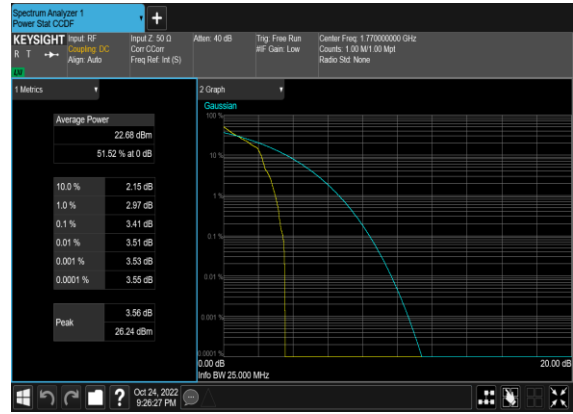 Spectrum Analyzer 1
Power Stat CCDF
KEYSIGHT
R T
LW
Input: RF
Coupling: DC
Align: Auto
Input Z: 50 Ω
Corr CCorr
Freq Ref: Int (S)
Atten: 40 dB
Trig: Free Run
#IF Gain: Low
Center Freq: 1.770000000 GHz
Counts: 1.00 M/1.00 Mpt
Radio Std: None
1 Metrics
Average Power
22.68 dBm
51.52 % at 0 dB
10.0 % 2.15 dB
1.0 % 2.97 dB
0.1 % 3.41 dB
0.01 % 3.51 dB
0.001 % 3.53 dB
0.0001 % 3.55 dB
Peak
3.56 dB
26.24 dBm
2 Graph
Gaussian
100 %
10 %
1 %
0.1 %
0.01 %
0.001 %
0.0001 %
0.00 dB 20.00 dB
Info BW 25.000 MHz
?
Oct 24, 2022
9:26:27 PM